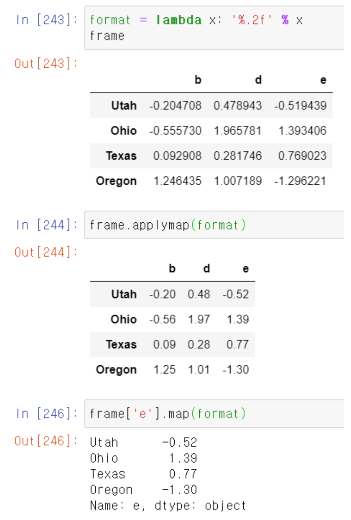 In [243]: format = lambda x: '%.2f' % x
frame
Out[243]:
b d e
Utah -0.204708 0.478943 -0.519439
Ohio -0.555730 1.965781 1.393406
Texas 0.092908 0.281746 0.769023
Oregon 1.246435 1.007189 -1.296221
In [244]: frame.applymap(format)
Out[244]:
b d e
Utah -0.20 0.48 -0.52
Ohio -0.56 1.97 1.39
Texas 0.09 0.28 0.77
Oregon 1.25 1.01 -1.30
In [246]: frame['e'].map(format)
Out[246]: Utah -0.52
Ohio 1.39
Texas 0.77
Oregon -1.30
Name: e, dtype: object